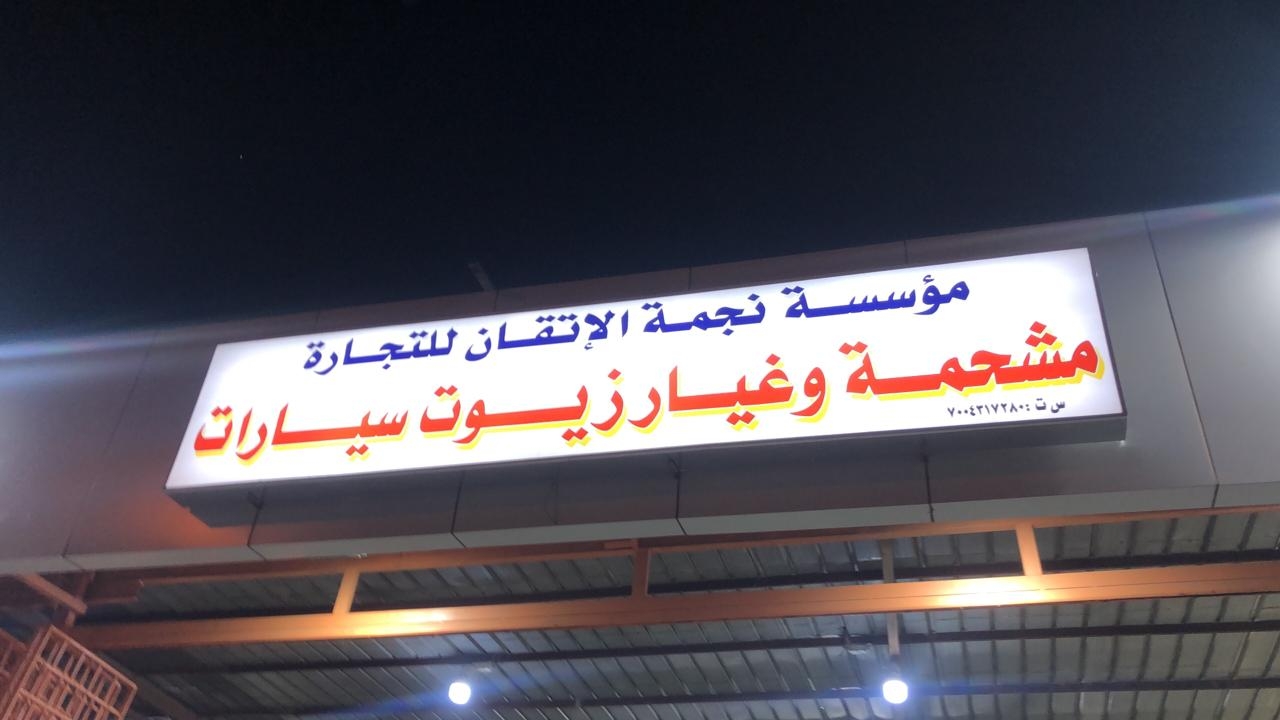 مؤسسة نجمة الإتقان للتجارة
مشحمة وغيار زيوت سيارات
س ت : ٧٠٠٤٣١٧٢٨٠